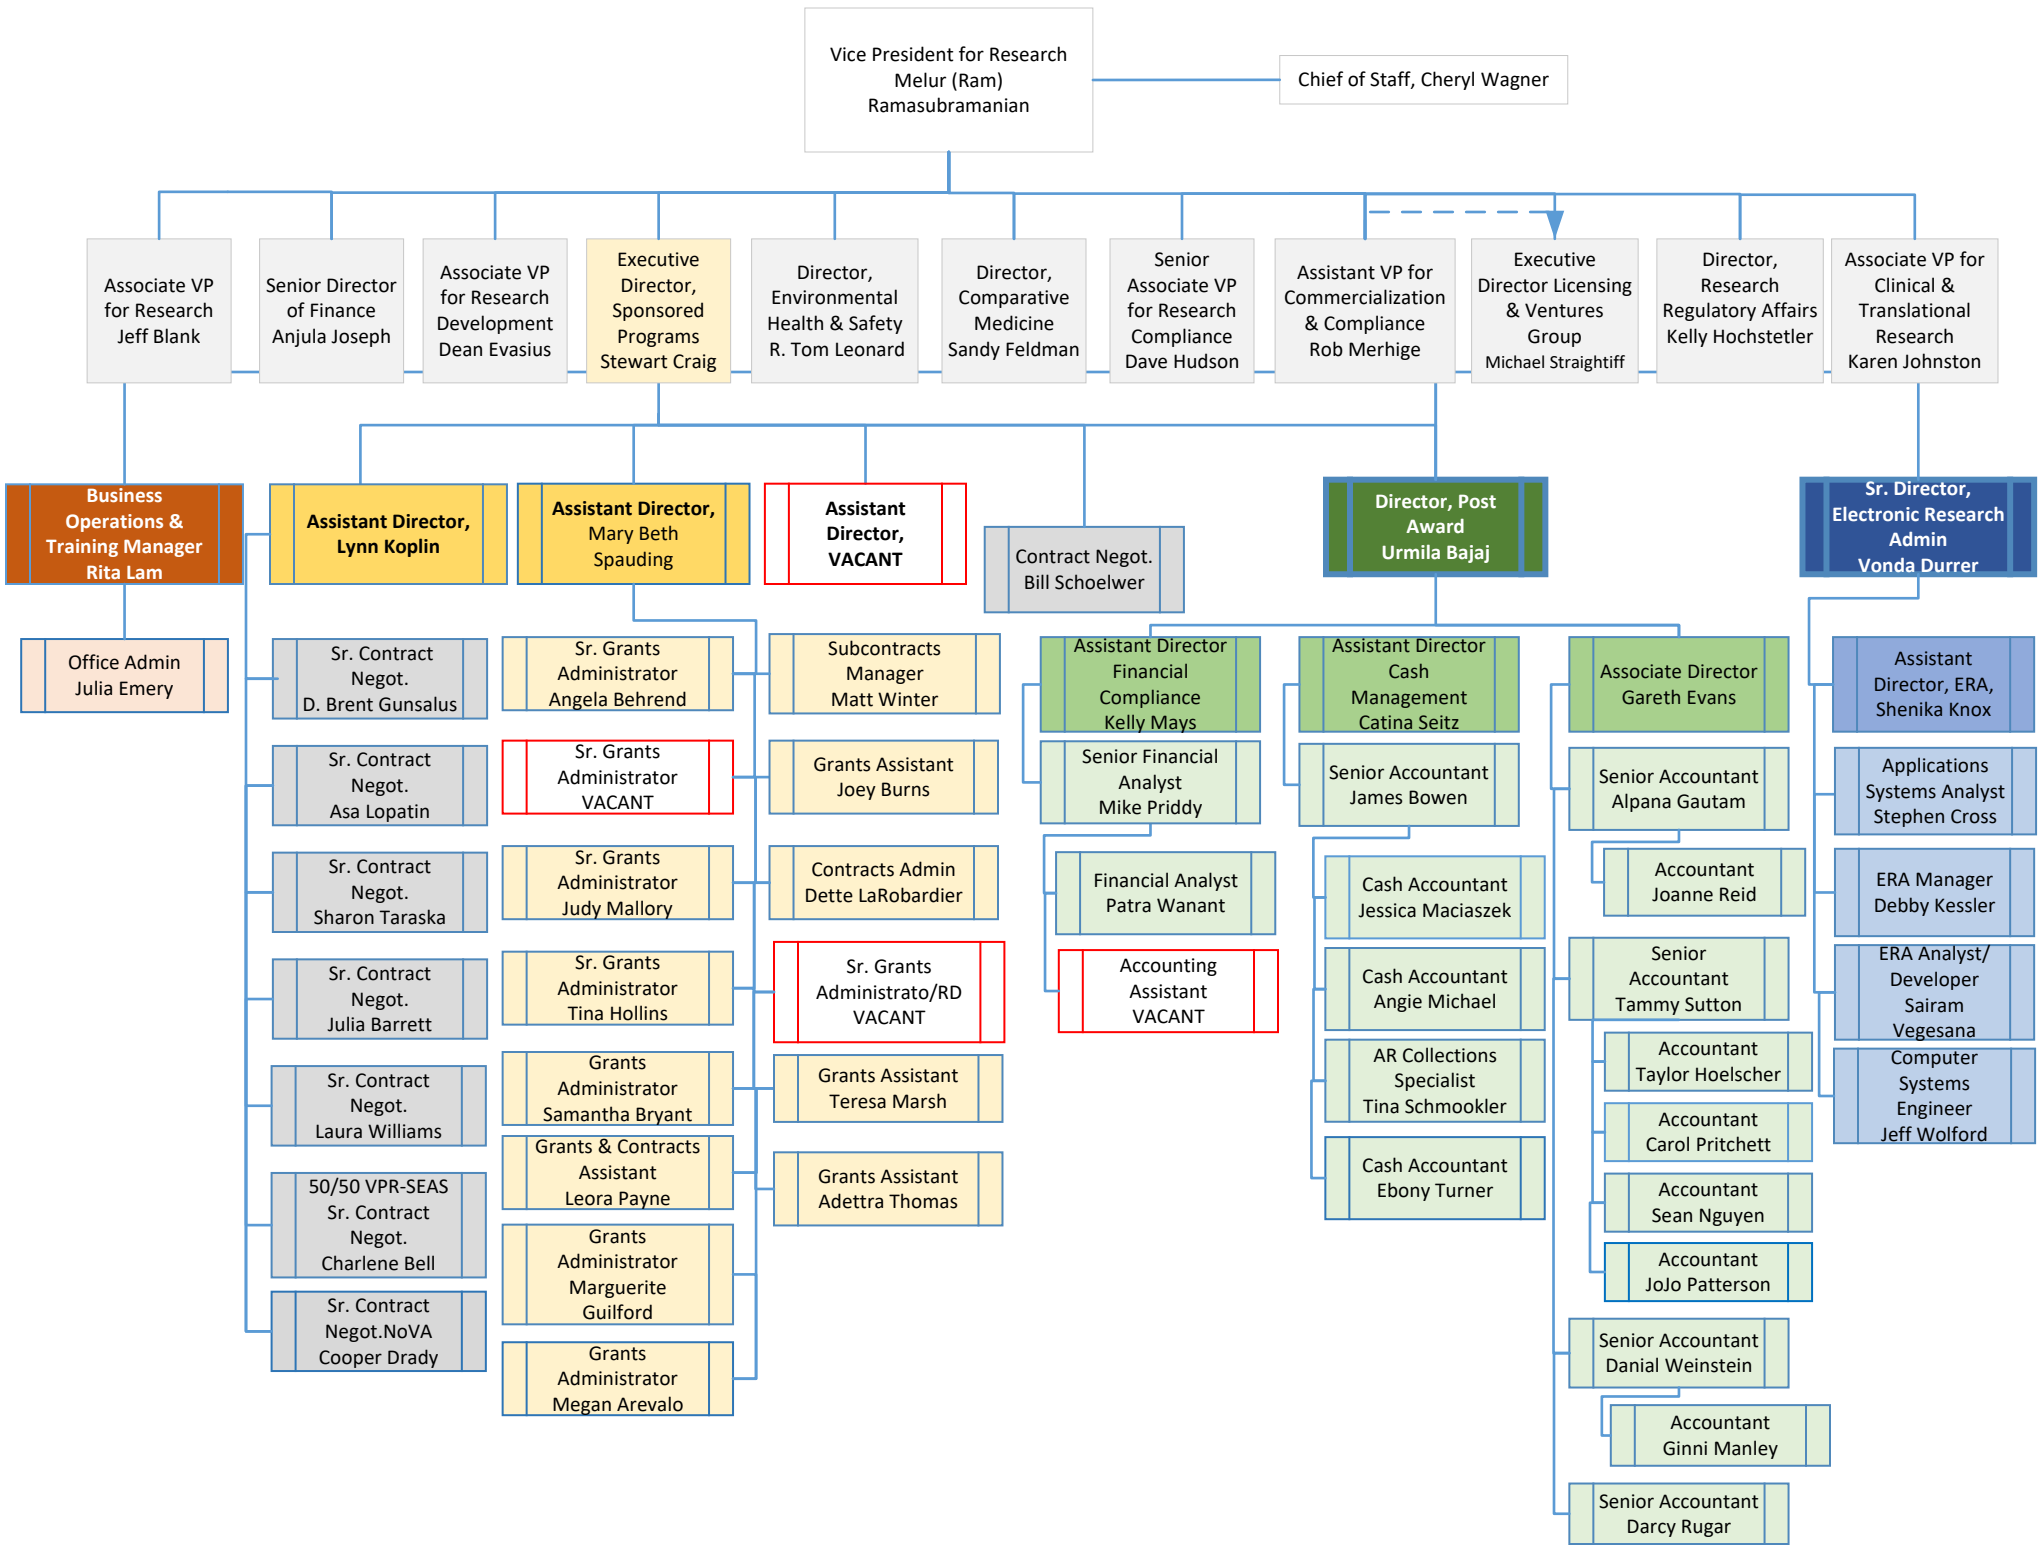 Vice President for Research
Melur (Ram)
Ramasubramanian
Chief of Staff, Cheryl Wagner
Associate VP
for Research
Jeff Blank
Senior Director
of Finance
Anjula Joseph
Associate VP
for Research
Development
Dean Evasius
Executive
Director,
Sponsored
Programs
Stewart Craig
Director,
Environmental
Health & Safety
R. Tom Leonard
Director,
Comparative
Medicine
Sandy Feldman
Senior
Associate VP
for Research
Compliance
Dave Hudson
Assistant VP for
Commercialization
& Compliance
Rob Merhige
Executive
Director Licensing
& Ventures
Group
Michael Straightiff
Director,
Research
Regulatory Affairs
Kelly Hochstetler
Associate VP for
Clinical &
Translational
Research
Karen Johnston
Business
Operations &
Training Manager
Rita Lam
Assistant Director,
Lynn Koplin
Assistant Director,
Mary Beth
Spauding
Assistant
Director,
VACANT
Contract Negot.
Bill Schoelwer
Director, Post
Award
Urmila Bajaj
Sr. Director,
Electronic Research
Admin
Vonda Durrer
Office Admin
Julia Emery
Sr. Contract
Negot.
D. Brent Gunsalus
Sr. Contract
Negot.
Asa Lopatin
Sr. Contract
Negot.
Sharon Taraska
Sr. Contract
Negot.
Julia Barrett
Sr. Contract
Negot.
Laura Williams
50/50 VPR-SEAS
Sr. Contract
Negot.
Charlene Bell
Sr. Contract
Negot.NoVA
Cooper Drady
Sr. Grants
Administrator
Angela Behrend
Sr. Grants
Administrator
VACANT
Sr. Grants
Administrator
Judy Mallory
Sr. Grants
Administrator
Tina Hollins
Grants
Administrator
Samantha Bryant
Grants & Contracts
Assistant
Leora Payne
Grants
Administrator
Marguerite
Guilford
Grants
Administrator
Megan Arevalo
Subcontracts
Manager
Matt Winter
Grants Assistant
Joey Burns
Contracts Admin
Dette LaRobardier
Sr. Grants
Administrato/RD
VACANT
Grants Assistant
Teresa Marsh
Grants Assistant
Adettra Thomas
Assistant Director
Financial
Compliance
Kelly Mays
Senior Financial
Analyst
Mike Priddy
Financial Analyst
Patra Wanant
Accounting
Assistant
VACANT
Assistant Director
Cash
Management
Catina Seitz
Senior Accountant
James Bowen
Cash Accountant
Jessica Maciaszek
Cash Accountant
Angie Michael
AR Collections
Specialist
Tina Schmookler
Cash Accountant
Ebony Turner
Associate Director
Gareth Evans
Senior Accountant
Alpana Gautam
Accountant
Joanne Reid
Senior
Accountant
Tammy Sutton
Accountant
Taylor Hoelscher
Accountant
Carol Pritchett
Accountant
Sean Nguyen
Accountant
JoJo Patterson
Senior Accountant
Danial Weinstein
Accountant
Ginni Manley
Senior Accountant
Darcy Rugar
Assistant
Director, ERA,
Shenika Knox
Applications
Systems Analyst
Stephen Cross
ERA Manager
Debby Kessler
ERA Analyst/
Developer
Sairam
Vegesana
Computer
Systems
Engineer
Jeff Wolford